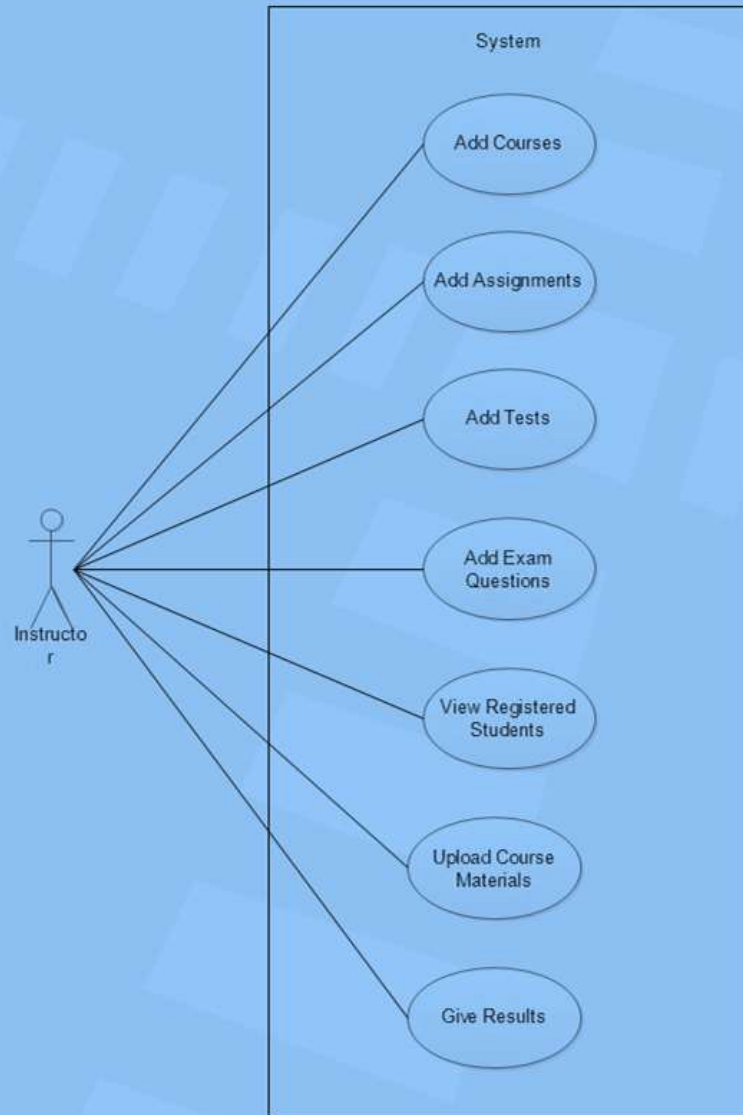 System
Add Courses
Add Assignments
Add Tests
Add Exam
Questions
Instructo
r
View Registered
Students
Upload Course
Materials
Give Results